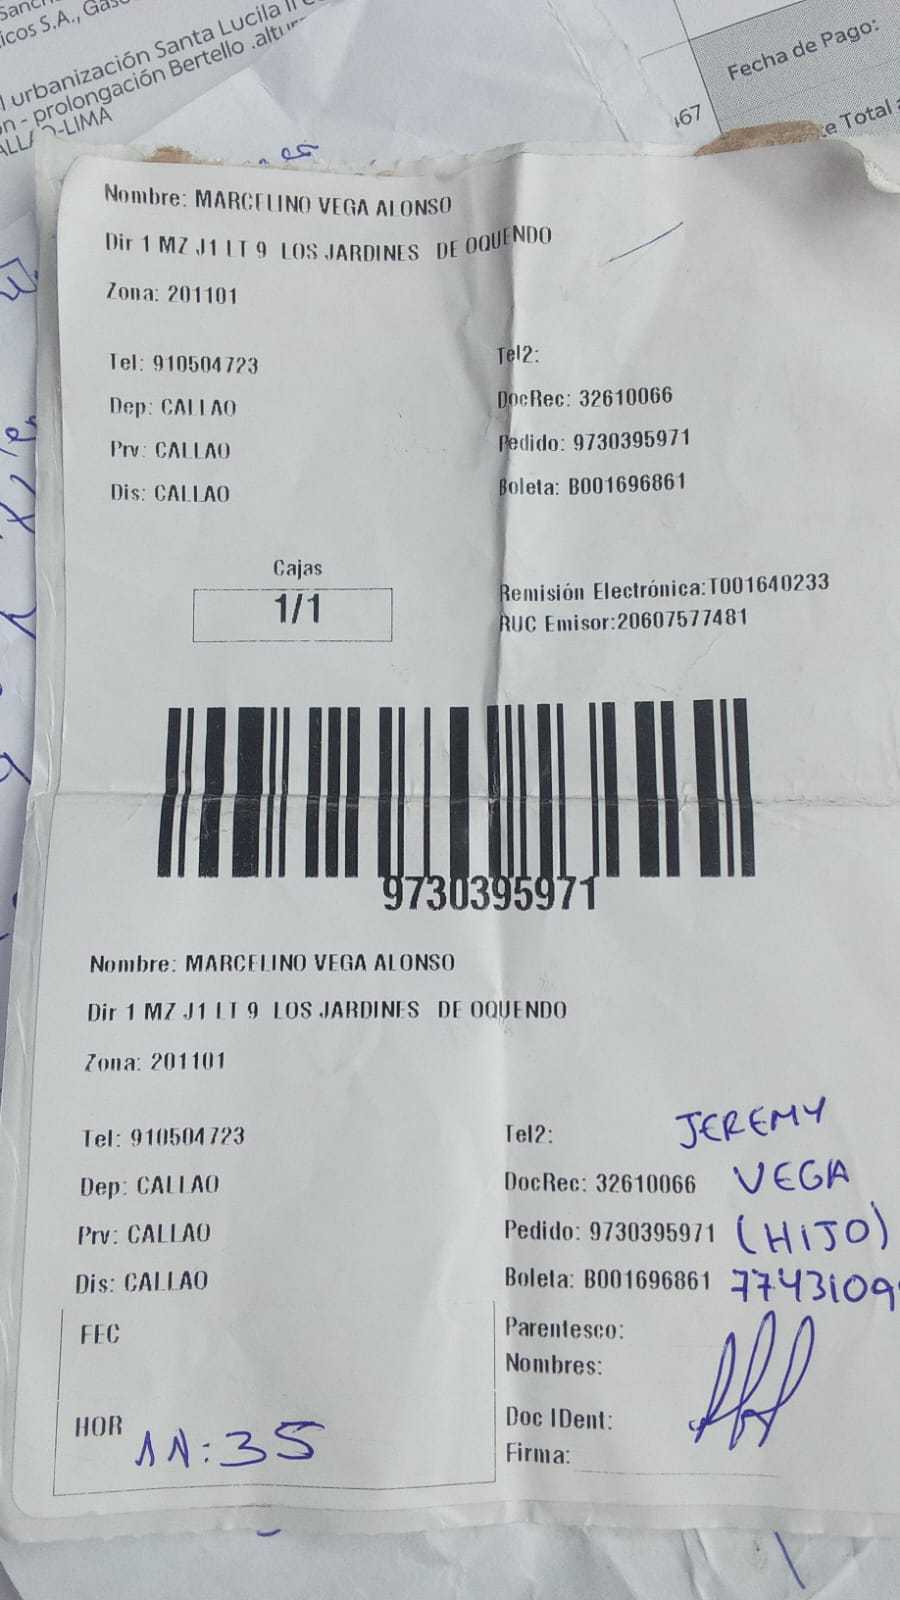 urbanización Santa Lucila II
n - prolongación Bertello .altu
CALLAO-LIMA
Fecha de Pago:
467
te Total
Nombre: MARCELINO VEGA ALONSO
Dir 1 MZ J1 LT 9 LOS JARDINES DE OQUENDO
Zona: 201101
Tel: 910504723
Tel2:
Dep: CALLAO
DocRec: 32610066
Prv: CALLAO
Pedido: 9730395971
Dis: CALLAO
Boleta: B001696861
Cajas
1/1
Remisión Electrónica:T001640233
RUC Emisor:20607577481
9730395971
Nombre: MARCELINO VEGA ALONSO
Dir 1 MZ J1 LT 9 LOS JARDINES DE OQUENDO
Zona: 201101
Tel: 910504723
Tel2:
JEREMY
Dep: CALLAO
DocRec: 32610066
VEGA
Prv: CALLAO
Pedido: 9730395971
(HIJO)
Dis: CALLAO
Boleta: B001696861
7743109
FEC
Parentesco:
Nombres:
HOR 11:35
Doc IDent:
Firma: